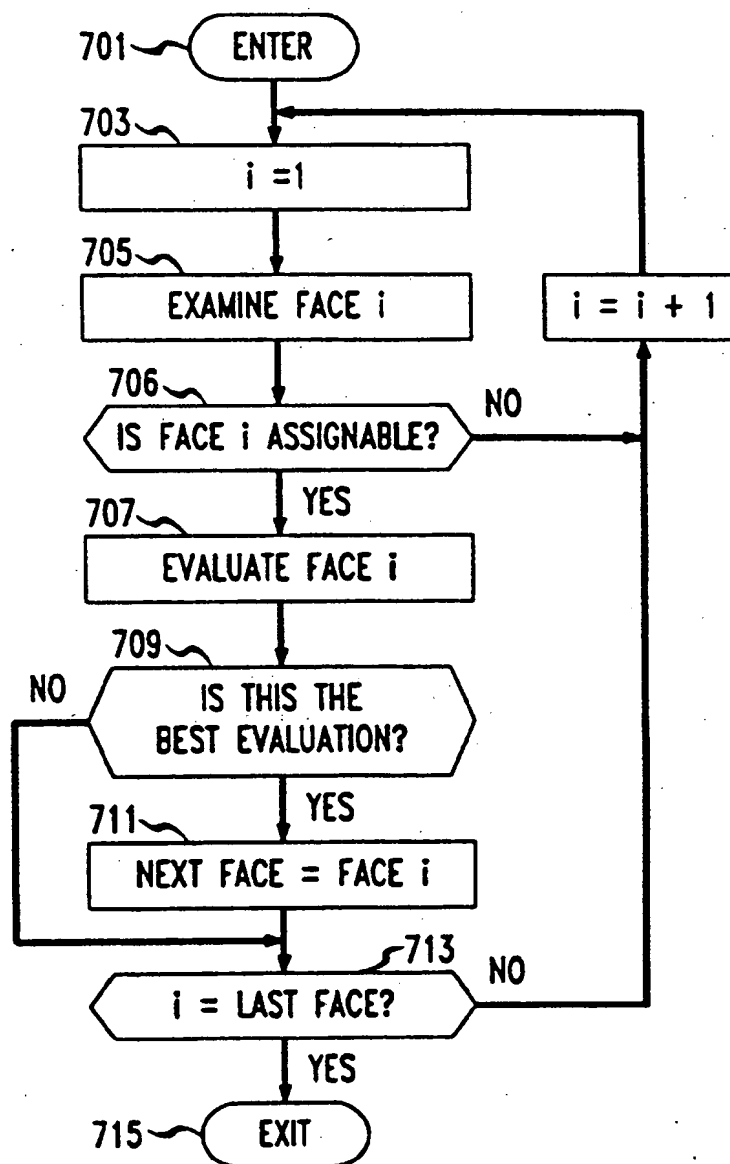 701 ENTER
703
i =1
705
EXAMINE FACE i
i = i + 1
706
IS FACE i ASSIGNABLE?
NO
YES
707
EVALUATE FACE i
709
NO
IS THIS THE
BEST EVALUATION?
YES
711
NEXT FACE = FACE i
713
i = LAST FACE?
NO
YES
715 EXIT